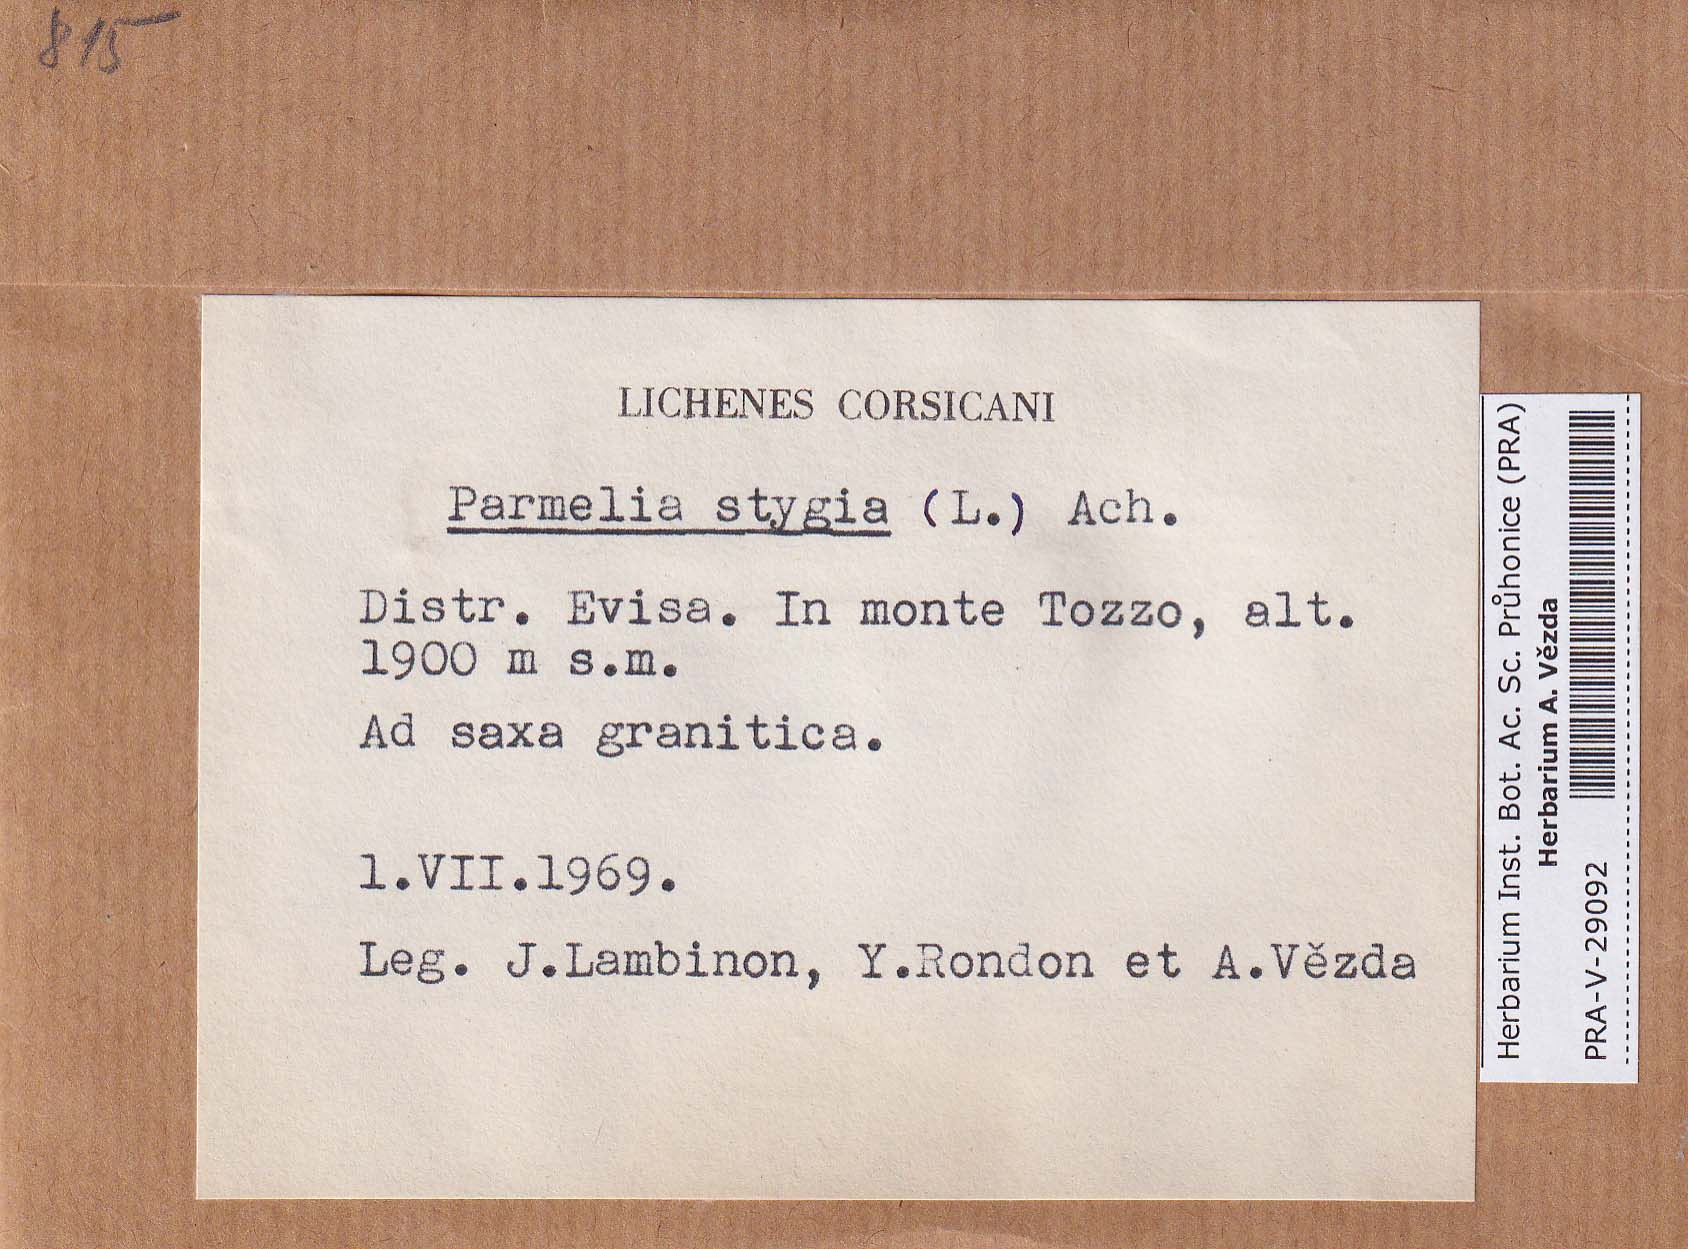 815
LICHENES CORSICANI
Parmelia stygia (L.) Ach.
Distr. Evisa. In monte Tozzo, alt.
1900 m s.m.
Ad saxa granitica.
1.VII.1969.
Leg. J.Lambinon, Y.Rondon et A.Vězda
Herbarium Inst. Bot. Ac. Sc. Průhonice (PRA)
Herbarium A. Vězda
PRA-V-29092